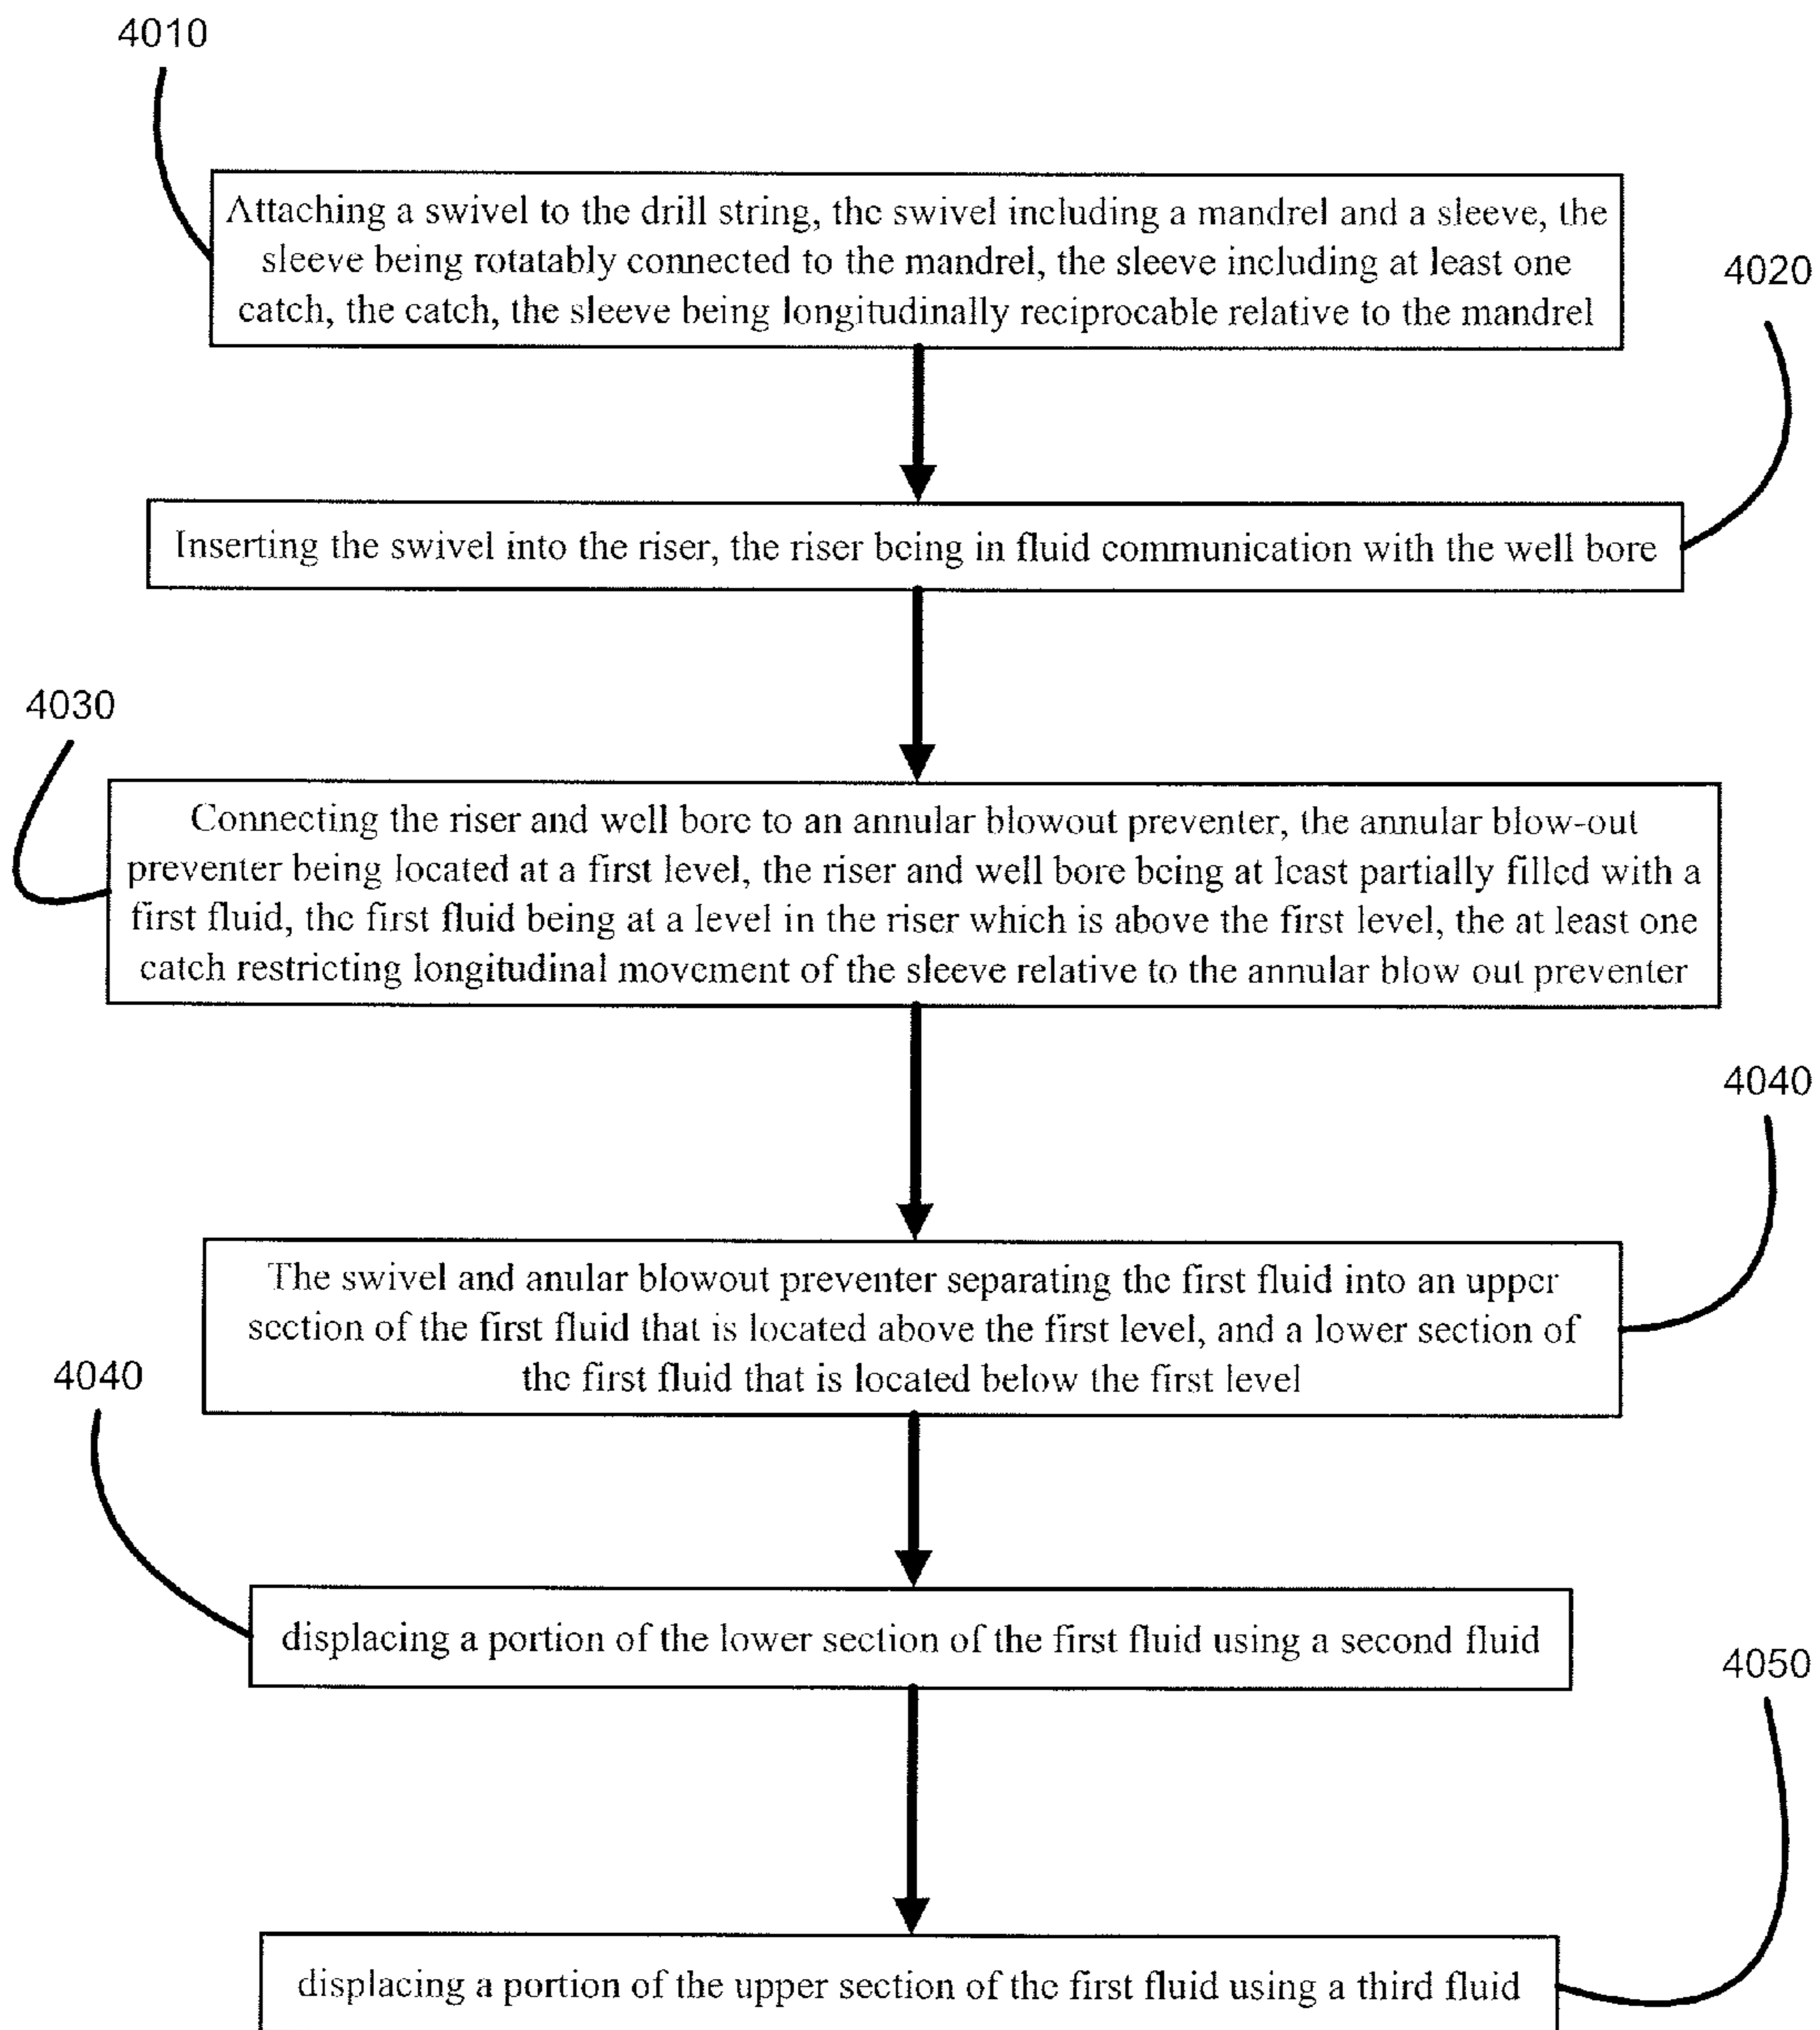 4010
Attaching a swivel to the drill string, the swivel including a mandrel and a sleeve, the
sleeve being rotatably connected to the mandrel, the sleeve including at least one
catch, the catch, the sleeve being longitudinally reciprocable relative to the mandrel
4020
Inserting the swivel into the riser, the riser being in fluid communication with the well bore
4030
Connecting the riser and well bore to an annular blowout preventer, the annular blow-out
preventer being located at a first level, the riser and well bore being at least partially filled with a
first fluid, the first fluid being at a level in the riser which is above the first level, the at least one
catch restricting longitudinal movement of the sleeve relative to the annular blow out preventer
4040
The swivel and anular blowout preventer separating the first fluid into an upper
section of the first fluid that is located above the first level, and a lower section of
the first fluid that is located below the first level
4040
displacing a portion of the lower section of the first fluid using a second fluid
4050
displacing a portion of the upper section of the first fluid using a third fluid